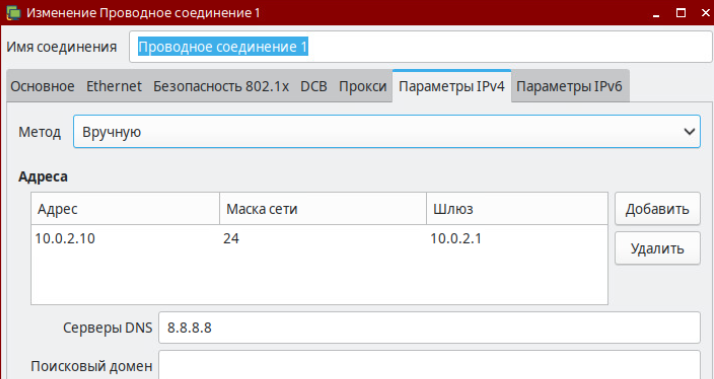 Изменение Проводное соединение 1
Имя соединения Проводное соединение 1
Основное Ethernet Безопасность 802.1x DCB Прокси Параметры IPv4 Параметры IPv6
Метод Вручную
Адреса
Адрес Маска сети Шлюз Добавить
10.0.2.10 24 10.0.2.1 Удалить
Серверы DNS 8.8.8.8
Поисковый домен